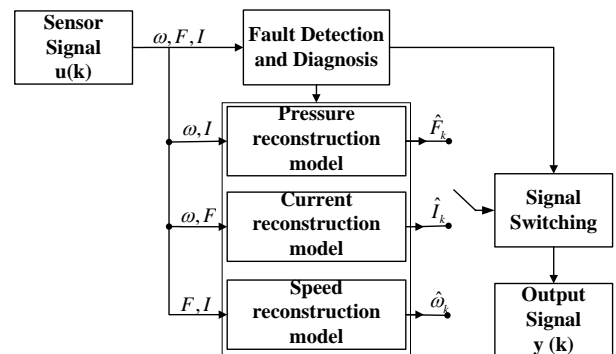 Sensor
Signal
u(k)
ω, F, I
Fault Detection
and Diagnosis
ω, I
Pressure
reconstruction
model
F̂ₖ
ω, F
Current
reconstruction
model
Îₖ
Signal
Switching
F, I
Speed
reconstruction
model
ω̂ₖ
Output
Signal
y (k)